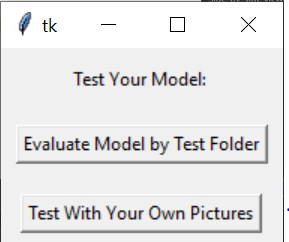 tk
Test Your Model:
Evaluate Model by Test Folder
Test With Your Own Pictures